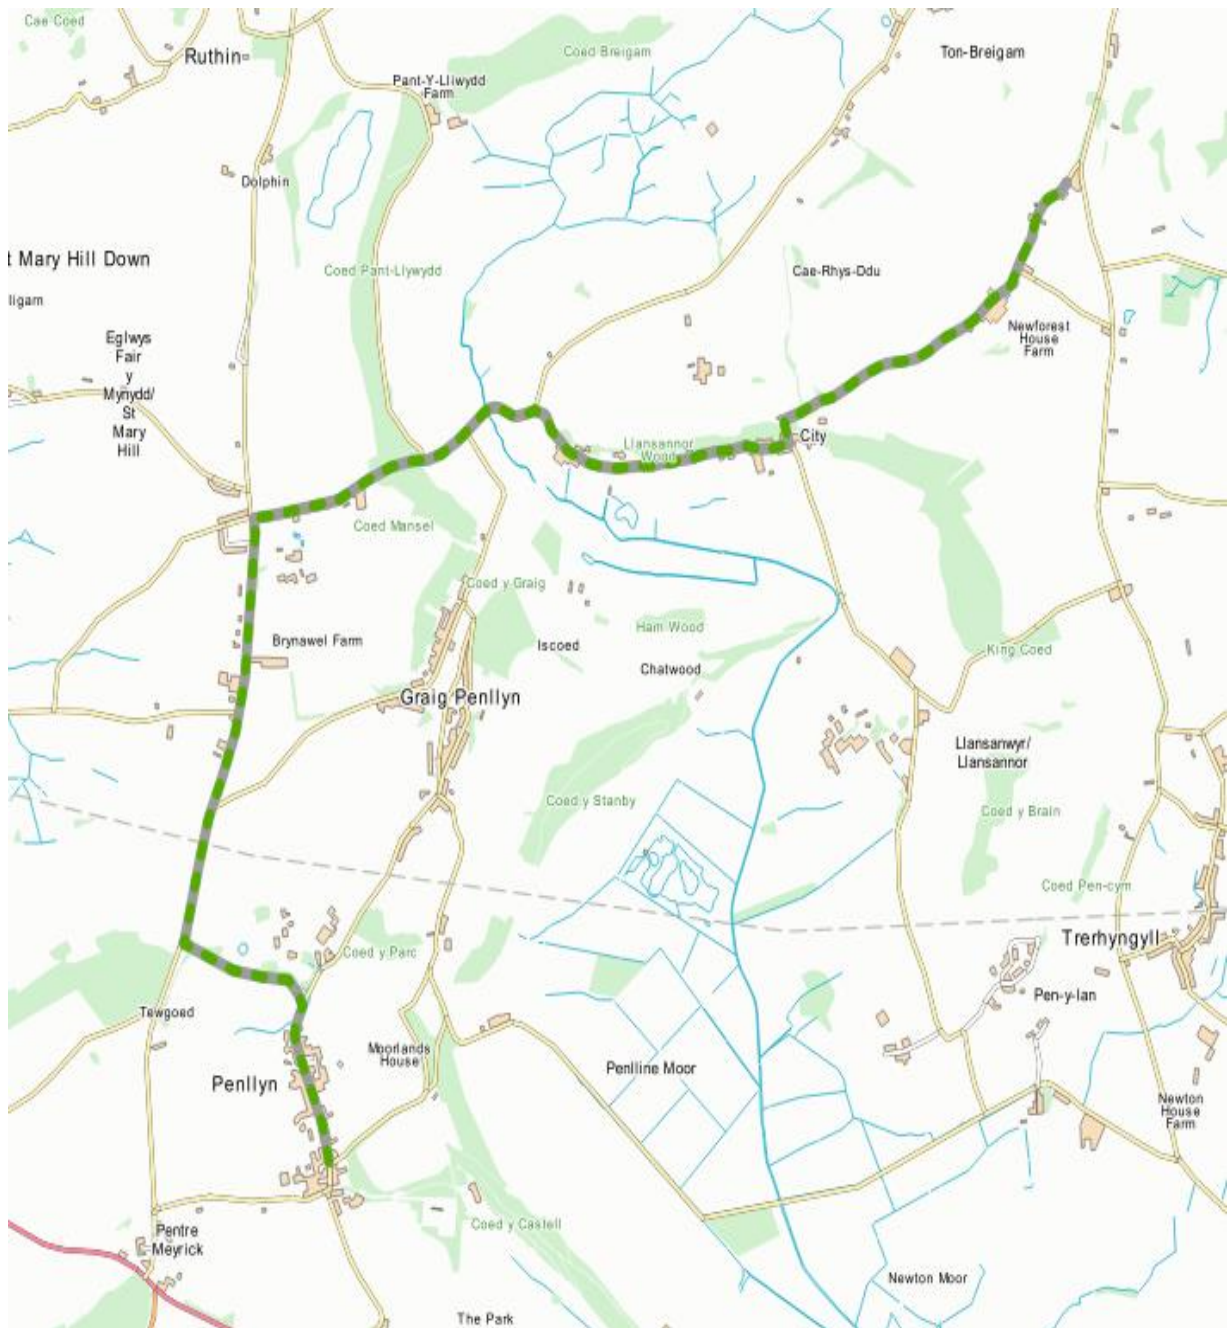 Cae Coed
Ruthin
Coed Breigam
Ton-Breigam
Pant-Y-Lliwydd
Farm
Dolphin
t Mary Hill Down
Coed Pant-Llywydd
Cae-Rhys-Ddu
ligam
Eglwys
Fair
y
Mynydd/
St
Mary
Hill
Newforest
House
Farm
Llansannor
Wood
City
Coed Mansel
Coed y Graig
Ham Wood
Brynawel Farm
Iscoed
King Coed
Chatwood
Graig Penllyn
Llansanwyr/
Llansannor
Coed y Stanby
Coed y Brain
Coed Pen-cym
Trerhyngyll
Coed y Parc
Pen-y-lan
Tewgoed
Moorlands
House
Penlline Moor
Penllyn
Newton
House
Farm
Pentre
Meyrick
Coed y Castell
Newton Moor
The Park